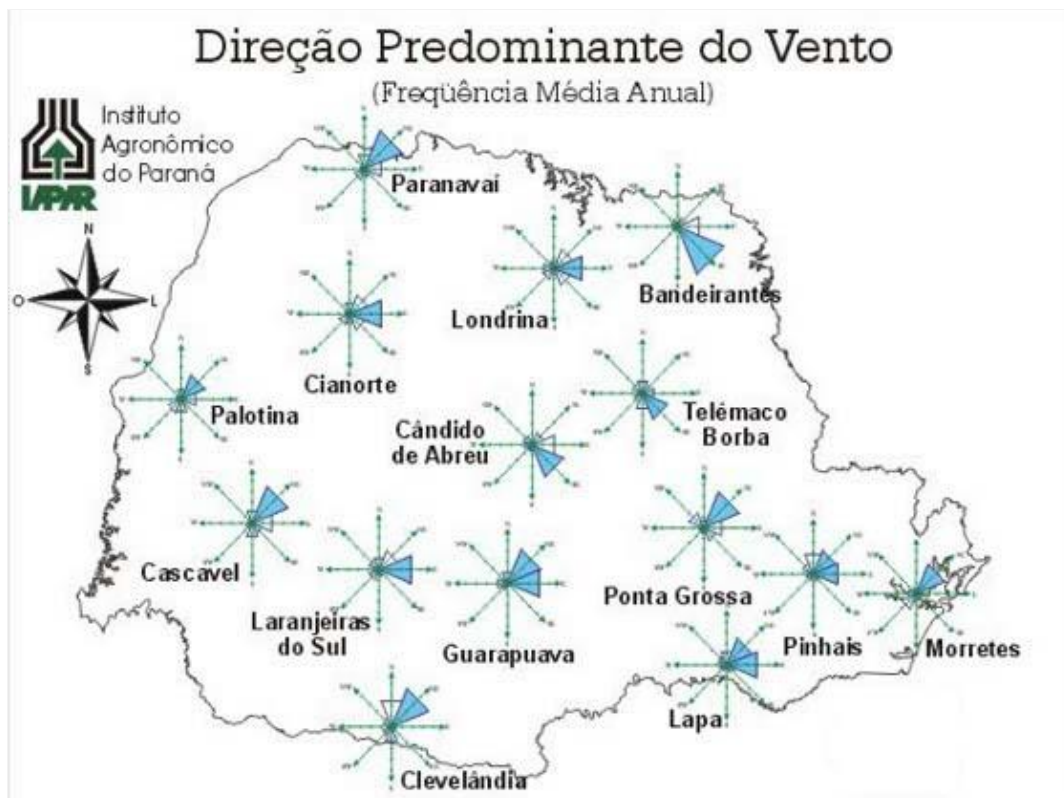 Direção Predominante do Vento
(Freqüência Média Anual)
Instituto
Agronômico
do Paraná
IAPAR
N
O
L
S
Paranavaí
Bandeirantes
Londrina
Cianorte
Palotina
Cândido
de Abreu
Telêmaco
Borba
Cascavel
Laranjeiras
do Sul
Guarapuava
Ponta Grossa
Pinhais
Morretes
Lapa
Clevelândia